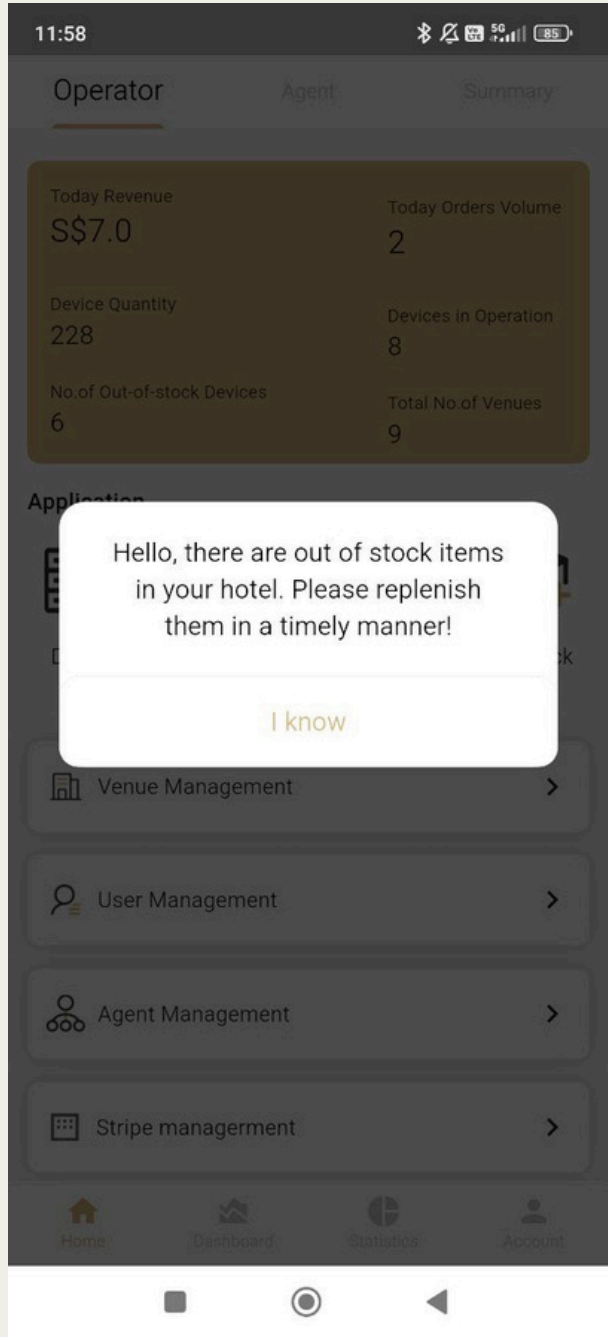 11:58
5G
85
Operator Agent Summary
Today Revenue
S$7.0
Today Orders Volume
2
Device Quantity
228
Devices in Operation
8
No.of Out-of-stock Devices
6
Total No.of Venues
9
Application
Hello, there are out of stock items
in your hotel. Please replenish
them in a timely manner!
I know
Venue Management
User Management
Agent Management
Stripe managerment
Home Dashboard Statistics Account